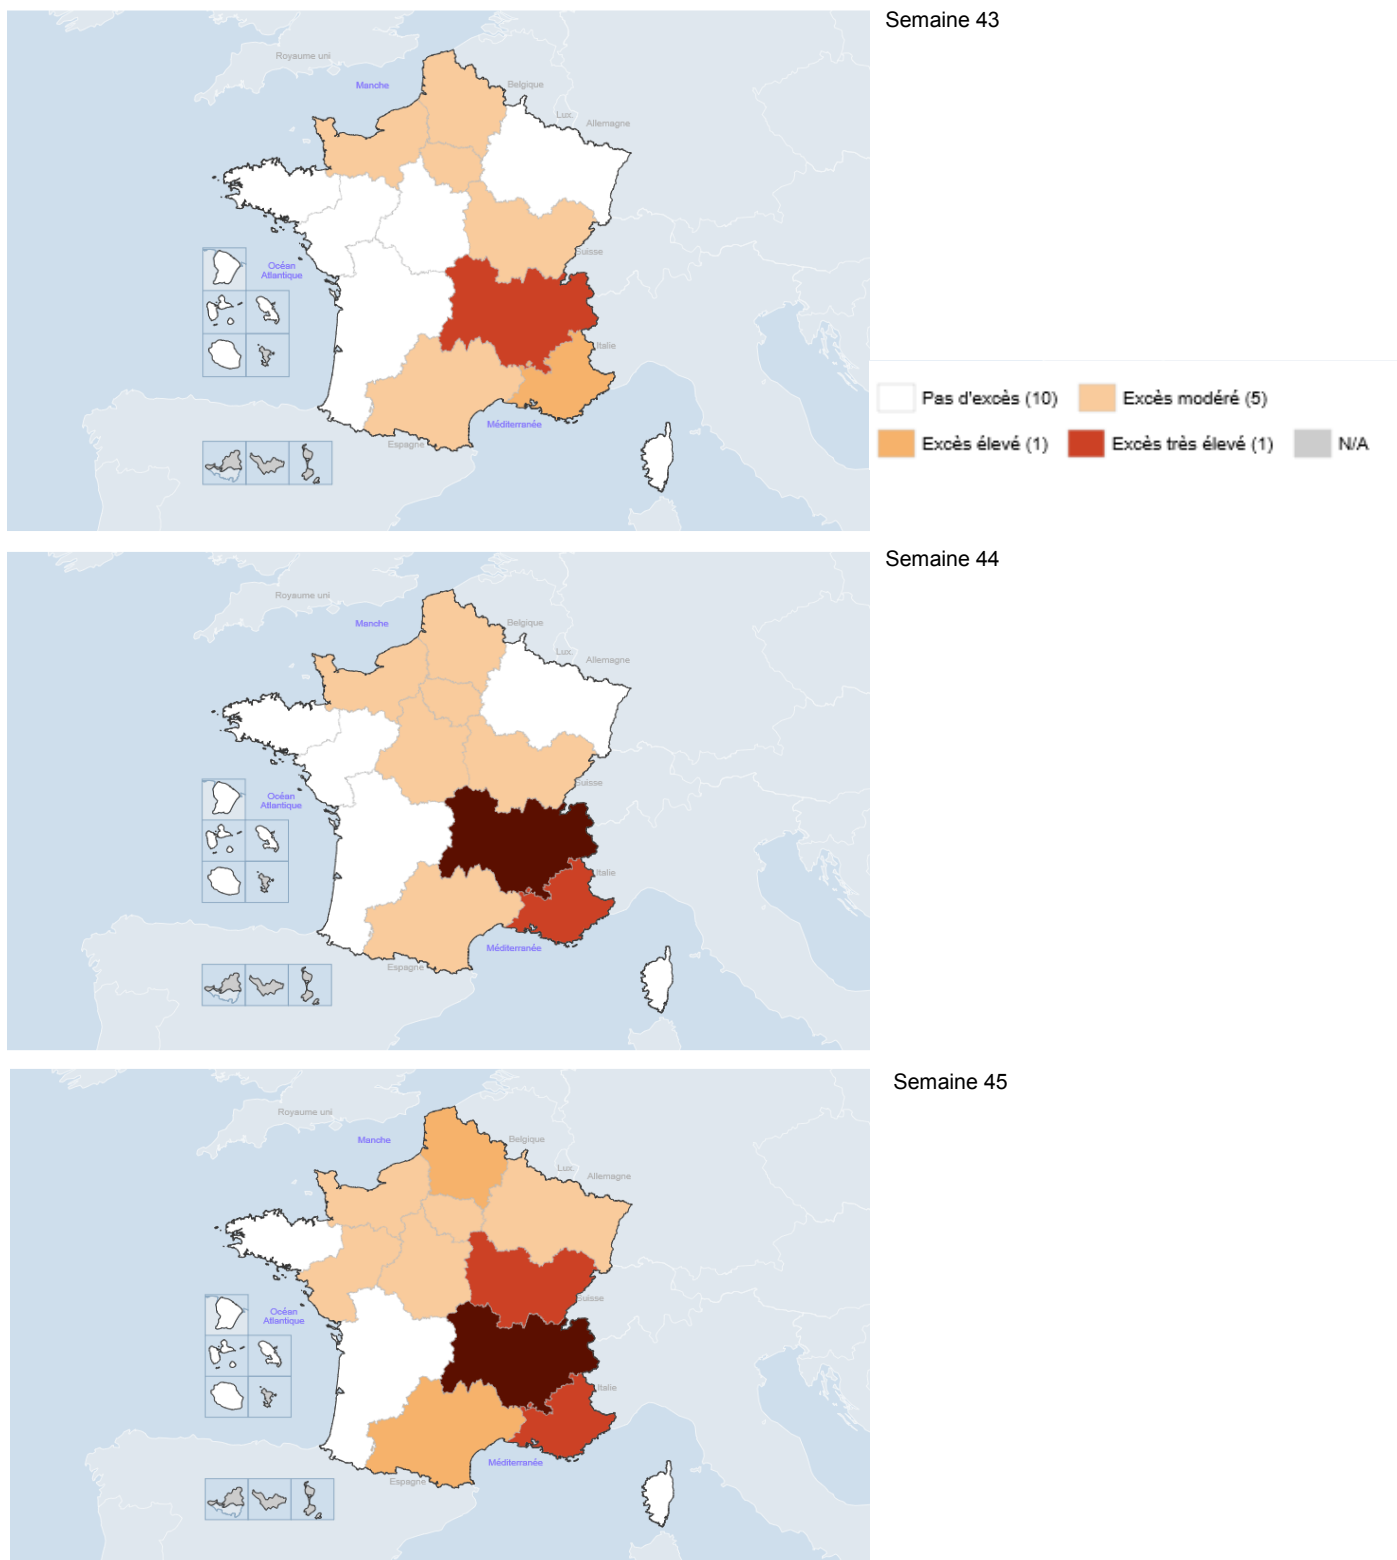 Semaine 43
Royaume uni
Manche
Belgique
Lux.
Allemagne
Suisse
Océan
Atlantique
Italie
Méditerranée
Espagne
Pas d'excès (10)
Excès modéré (5)
Excès élevé (1)
Excès très élevé (1)
N/A
Semaine 44
Royaume uni
Manche
Belgique
Lux.
Allemagne
Suisse
Océan
Atlantique
Italie
Méditerranée
Espagne
Semaine 45
Royaume uni
Manche
Belgique
Lux.
Allemagne
Suisse
Océan
Atlantique
Italie
Méditerranée
Espagne